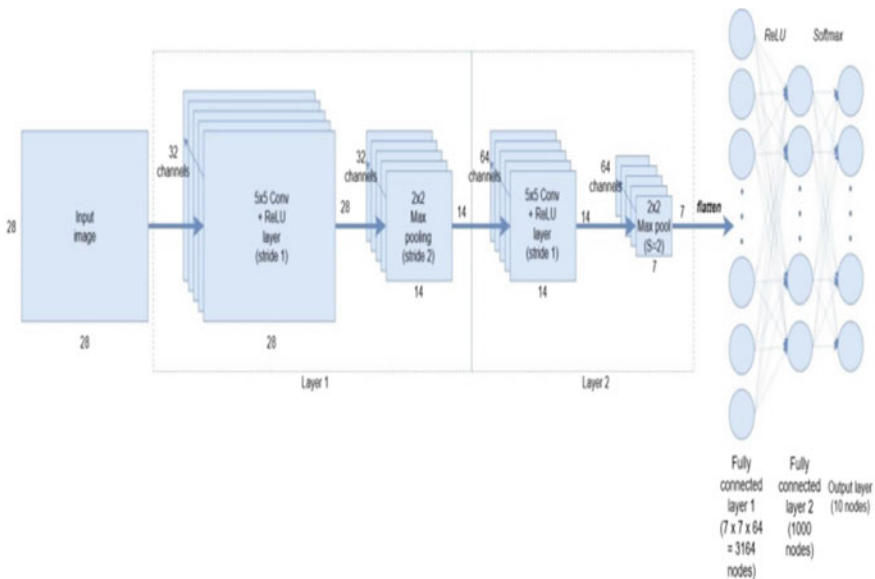 28
Input
image
28
32
channels
5x5 Conv
+ ReLU
layer
(stride 1)
28
28
32
channels
2x2
Max
pooling
(stride 2)
14
14
Layer 1
64
channels
5x5 Conv
+ ReLU
layer
(stride 1)
14
14
64
channels
2x2
Max pool
(S=2)
7
7
Layer 2
flatten
ReLU
Softmax
Fully
connected
layer 1
(7 x 7 x 64
= 3164
nodes)
Fully
connected
layer 2
(1000
nodes)
Output layer
(10 nodes)